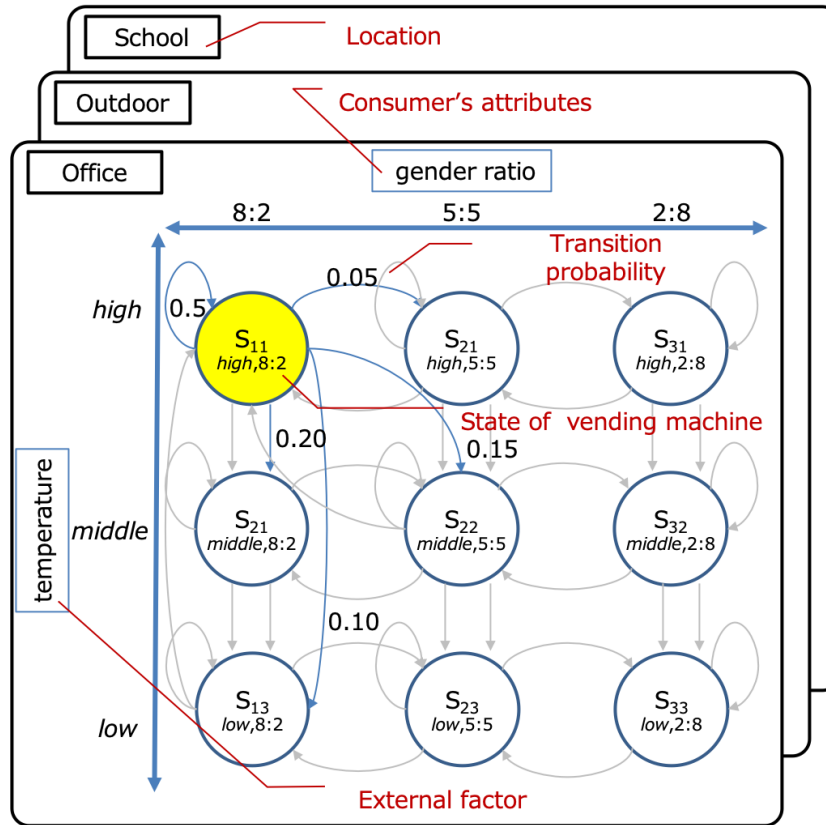 School
Location
Outdoor
Consumer's attributes
Office
gender ratio
8:2
5:5
2:8
Transition
probability
0.05
high
0.5
S11
high,8:2
S21
high,5:5
S31
high,2:8
State of vending machine
0.20
0.15
temperature
middle
S21
middle,8:2
S22
middle,5:5
S32
middle,2:8
0.10
low
S13
low,8:2
S23
low,5:5
S33
low,2:8
External factor